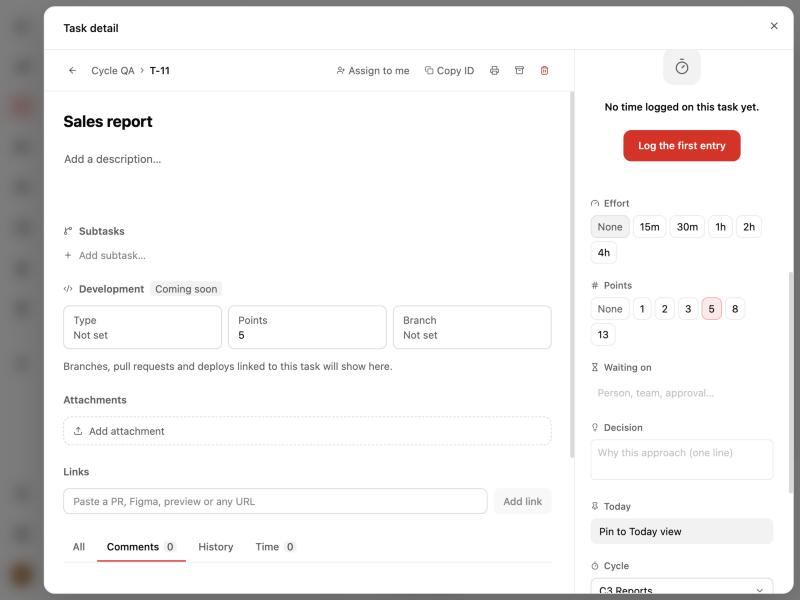 Task detail
Cycle QA > T-11
Assign to me
Copy ID
Sales report
Add a description...
Subtasks
+ Add subtask...
</> Development Coming soon
Type
Not set
Points
5
Branch
Not set
Branches, pull requests and deploys linked to this task will show here.
Attachments
Add attachment
Links
Paste a PR, Figma, preview or any URL
Add link
All Comments 0 History Time 0
No time logged on this task yet.
Log the first entry
Effort
None 15m 30m 1h 2h
4h
# Points
None 1 2 3 5 8
13
Waiting on
Person, team, approval...
Decision
Why this approach (one line)
Today
Pin to Today view
Cycle
C3 Reports